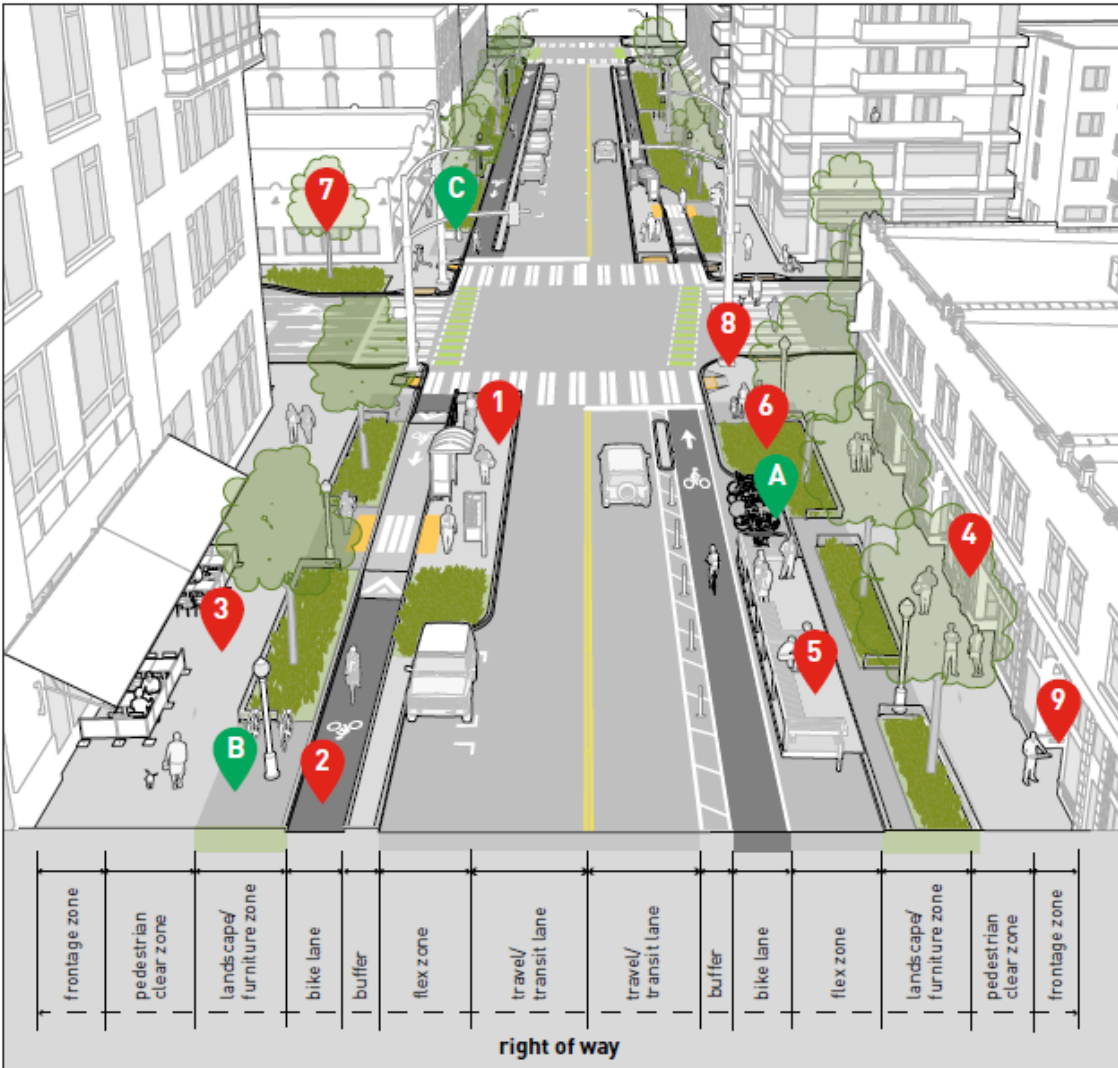 7
C
8
1
6
A
4
3
5
9
B
2
frontage zone
pedestrian
clear zone
landscape/
furniture zone
bike lane
buffer
flex zone
travel/
transit lane
travel/
transit lane
buffer
bike lane
flex zone
landscape/
furniture zone
pedestrian
clear zone
frontage zone
right of way